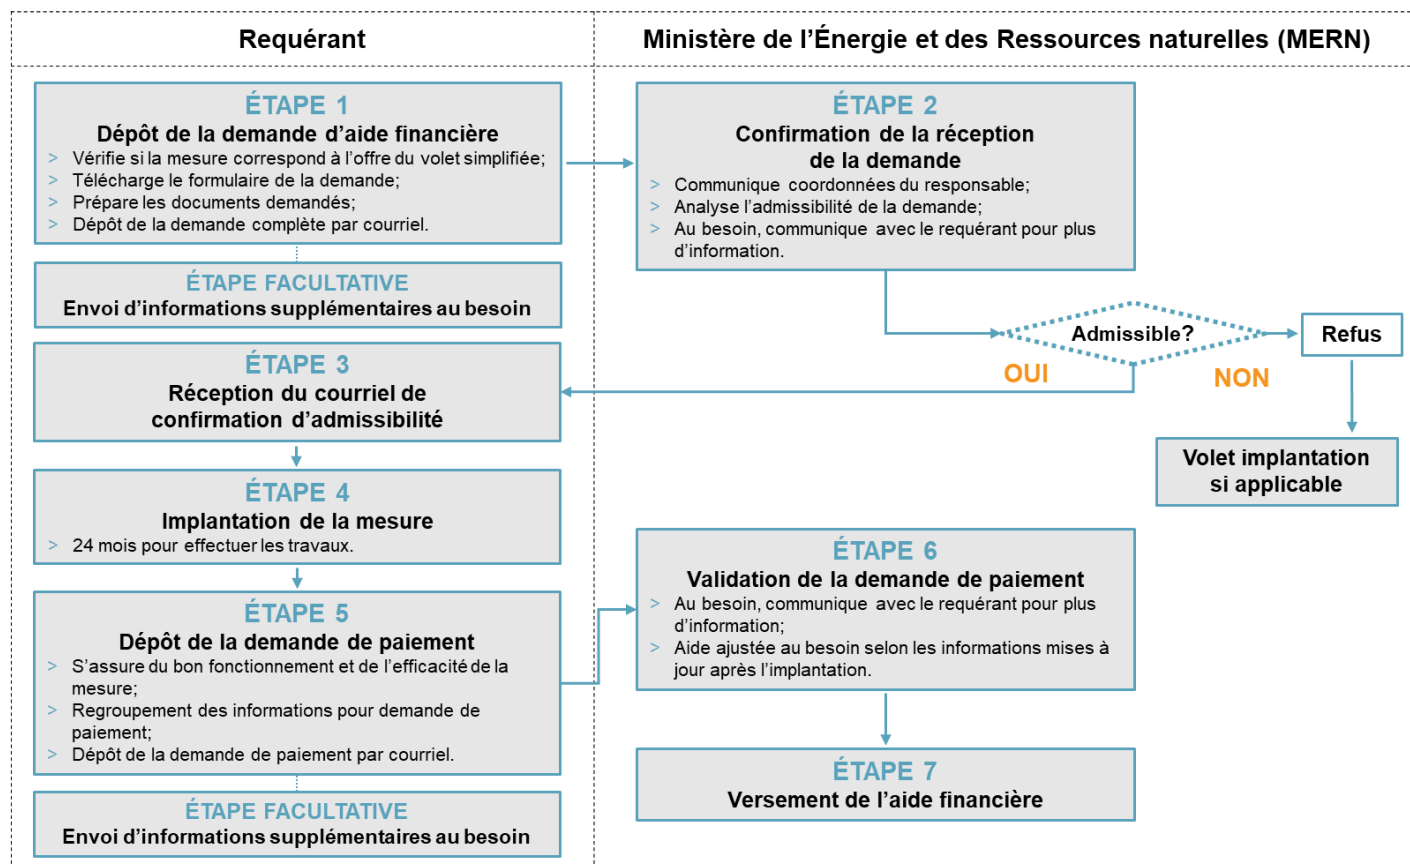 Requérant
Ministère de l'Énergie et des Ressources naturelles (MERN)
ÉTAPE 1
Dépôt de la demande d'aide financière
> Vérifie si la mesure correspond à l'offre du volet simplifiée;
> Télécharge le formulaire de la demande;
> Prépare les documents demandés;
> Dépôt de la demande complète par courriel.
ÉTAPE FACULTATIVE
Envoi d'informations supplémentaires au besoin
ÉTAPE 2
Confirmation de la réception
de la demande
> Communique coordonnées du responsable;
> Analyse l'admissibilité de la demande;
> Au besoin, communique avec le requérant pour plus
d'information.
Admissible?
Refus
OUI
NON
Volet implantation
si applicable
ÉTAPE 3
Réception du courriel de
confirmation d'admissibilité
ÉTAPE 4
Implantation de la mesure
> 24 mois pour effectuer les travaux.
ÉTAPE 5
Dépôt de la demande de paiement
> S'assure du bon fonctionnement et de l'efficacité de la
mesure;
> Regroupement des informations pour demande de
paiement;
> Dépôt de la demande de paiement par courriel.
ÉTAPE FACULTATIVE
Envoi d'informations supplémentaires au besoin
ÉTAPE 6
Validation de la demande de paiement
> Au besoin, communique avec le requérant pour plus
d'information;
> Aide ajustée au besoin selon les informations mises à
jour après l'implantation.
ÉTAPE 7
Versement de l'aide financière